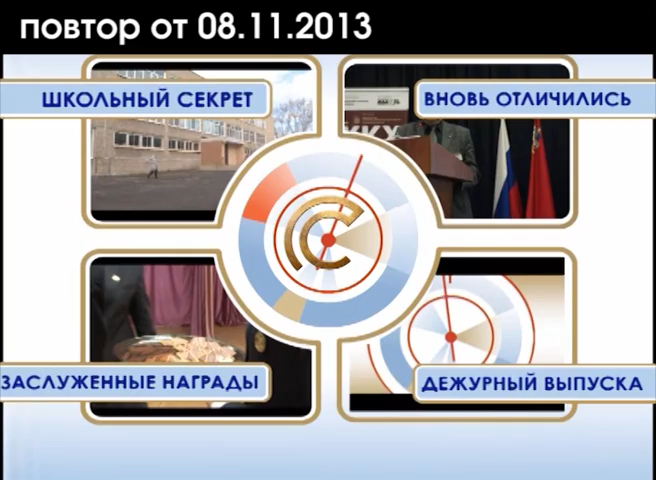 повтор от 08.11.2013
ШКОЛЬНЫЙ СЕКРЕТ
ВНОВЬ ОТЛИЧИЛИСЬ
ЗАСЛУЖЕННЫЕ НАГРАДЫ
ДЕЖУРНЫЙ ВЫПУСКА